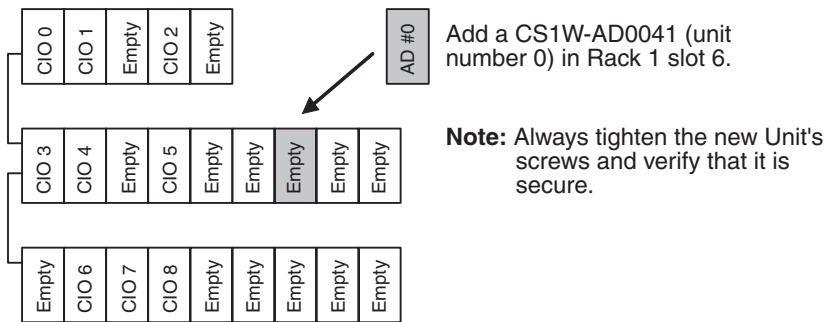 CIO 0
CIO 1
Empty
CIO 2
Empty
AD #0
Add a CS1W-AD0041 (unit
number 0) in Rack 1 slot 6.
CIO 3
CIO 4
Empty
CIO 5
Empty
Empty
Empty
Empty
Empty
Note: Always tighten the new Unit's
screws and verify that it is
secure.
Empty
CIO 6
CIO 7
CIO 8
Empty
Empty
Empty
Empty
Empty